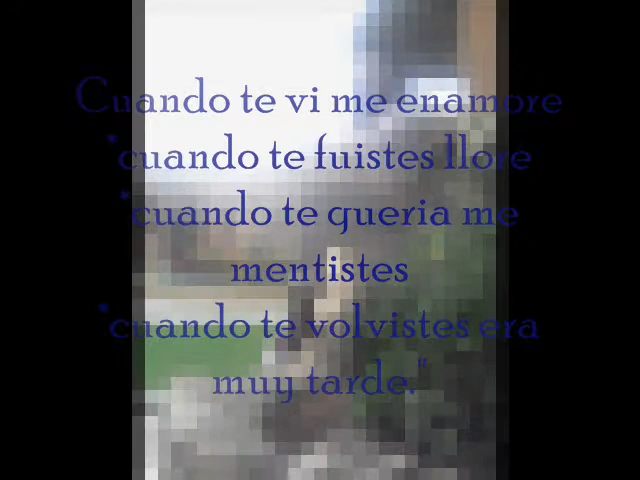 Cuando te vi me enamore
"cuando te fuistes llore
"cuando te queria me
mentistes
"cuando te volvistes era
muy tarde."